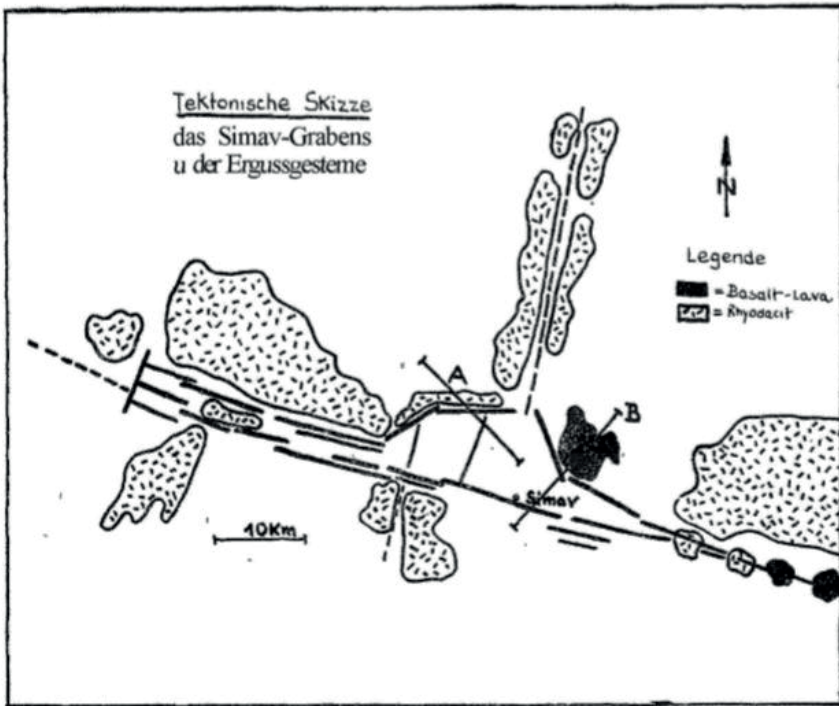 Tektonische Skizze
das Simav-Grabens
u der Ergussgesteme
N
Legende
= Basalt-Lava
= Rhyodacit
A
B
Simav
10Km